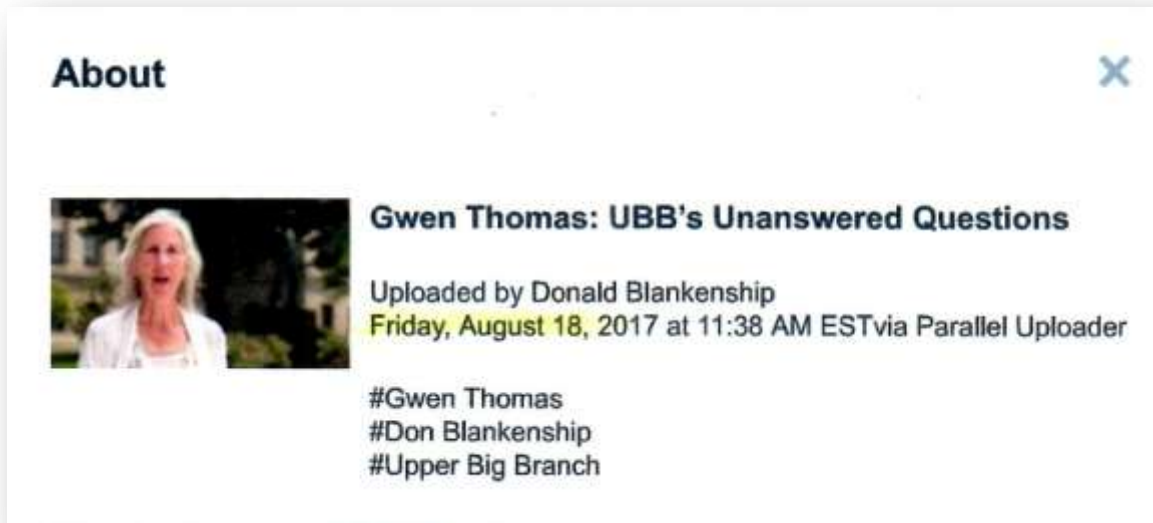 About
Gwen Thomas: UBB's Unanswered Questions
Uploaded by Donald Blankenship
Friday, August 18, 2017 at 11:38 AM ESTvia Parallel Uploader
#Gwen Thomas
#Don Blankenship
#Upper Big Branch